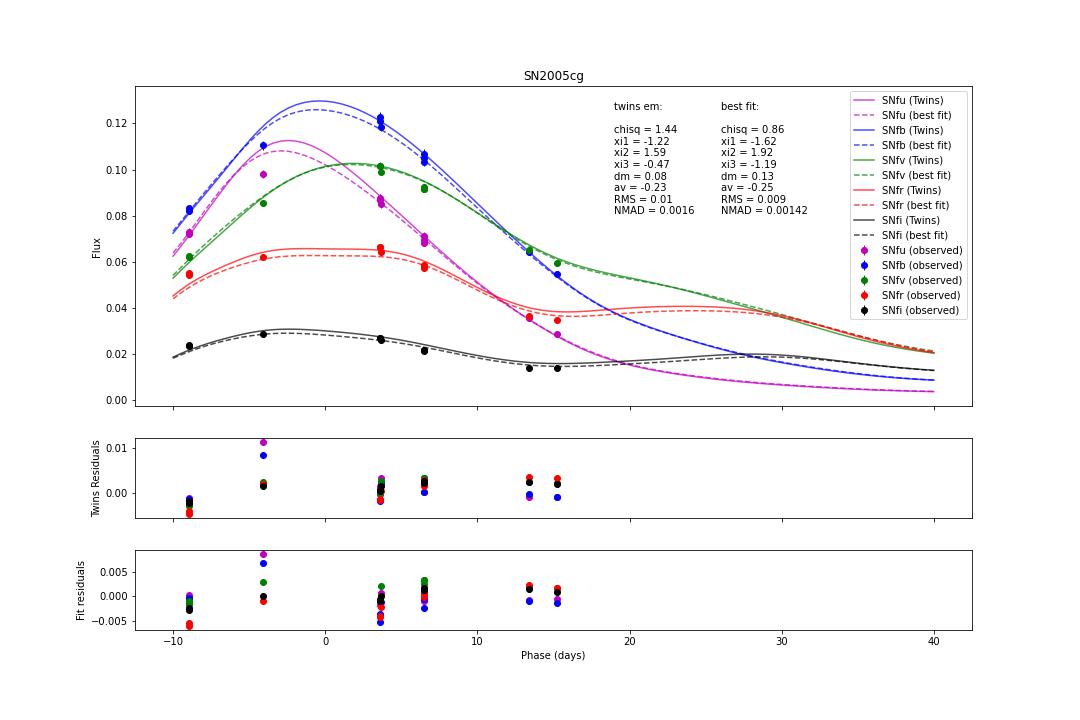 SN2005cg
Flux
0.12
0.10
0.08
0.06
0.04
0.02
0.00
twins em:
chisq = 1.44
xi1 = -1.22
xi2 = 1.59
xi3 = -0.47
dm = 0.08
av = -0.23
RMS = 0.01
NMAD = 0.0016
best fit:
chisq = 0.86
xi1 = -1.62
xi2 = 1.92
xi3 = -1.19
dm = 0.13
av = -0.25
RMS = 0.009
NMAD = 0.00142
SNfu (Twins)
SNfu (best fit)
SNfb (Twins)
SNfb (best fit)
SNfv (Twins)
SNfv (best fit)
SNfr (Twins)
SNfr (best fit)
SNfi (Twins)
SNfi (best fit)
SNfu (observed)
SNfb (observed)
SNfv (observed)
SNfr (observed)
SNfi (observed)
Twins Residuals
0.01
0.00
Fit residuals
0.005
0.000
−0.005
−10
0
10
20
30
40
Phase (days)